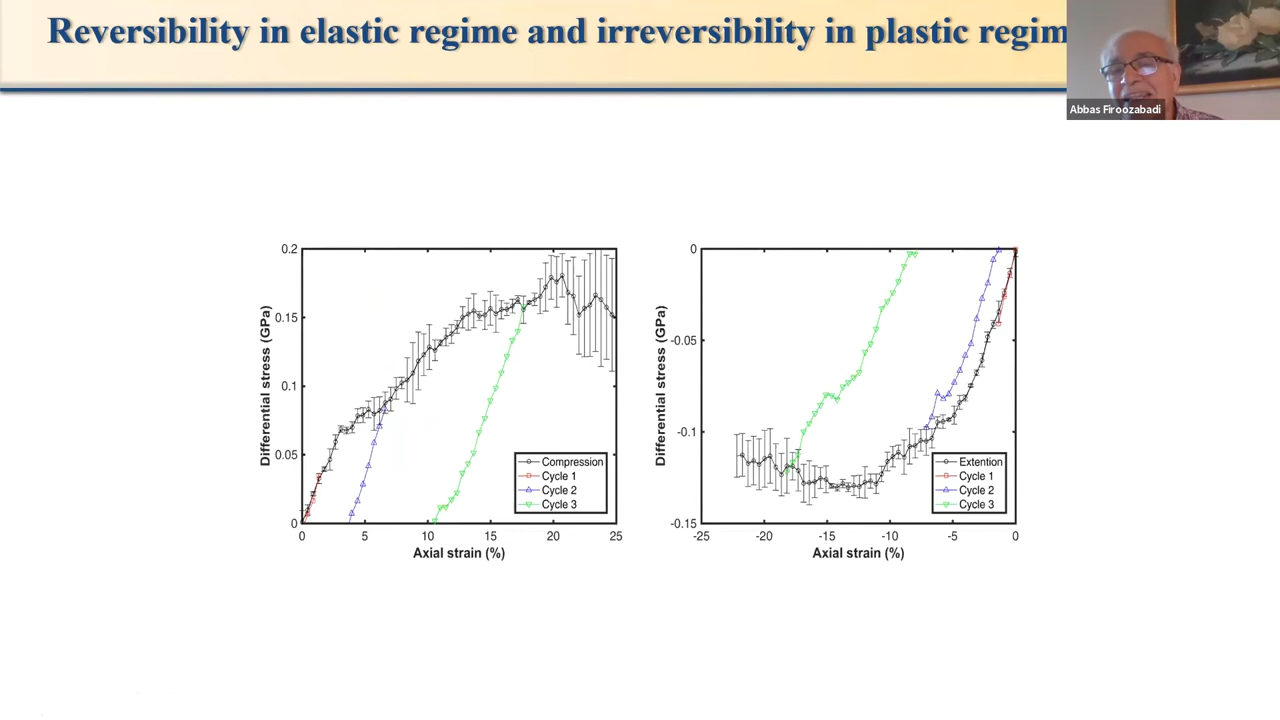 Reversibility in elastic regime and irreversibility in plastic regim
Abbas Firoozabadi
0.2
0.15
0.1
0.05
0
Differential stress (GPa)
0
5
10
15
20
25
Axial strain (%)
Compression
Cycle 1
Cycle 2
Cycle 3
0
-0.05
-0.1
-0.15
Differential stress (GPa)
-25
-20
-15
-10
-5
0
Axial strain (%)
Extention
Cycle 1
Cycle 2
Cycle 3